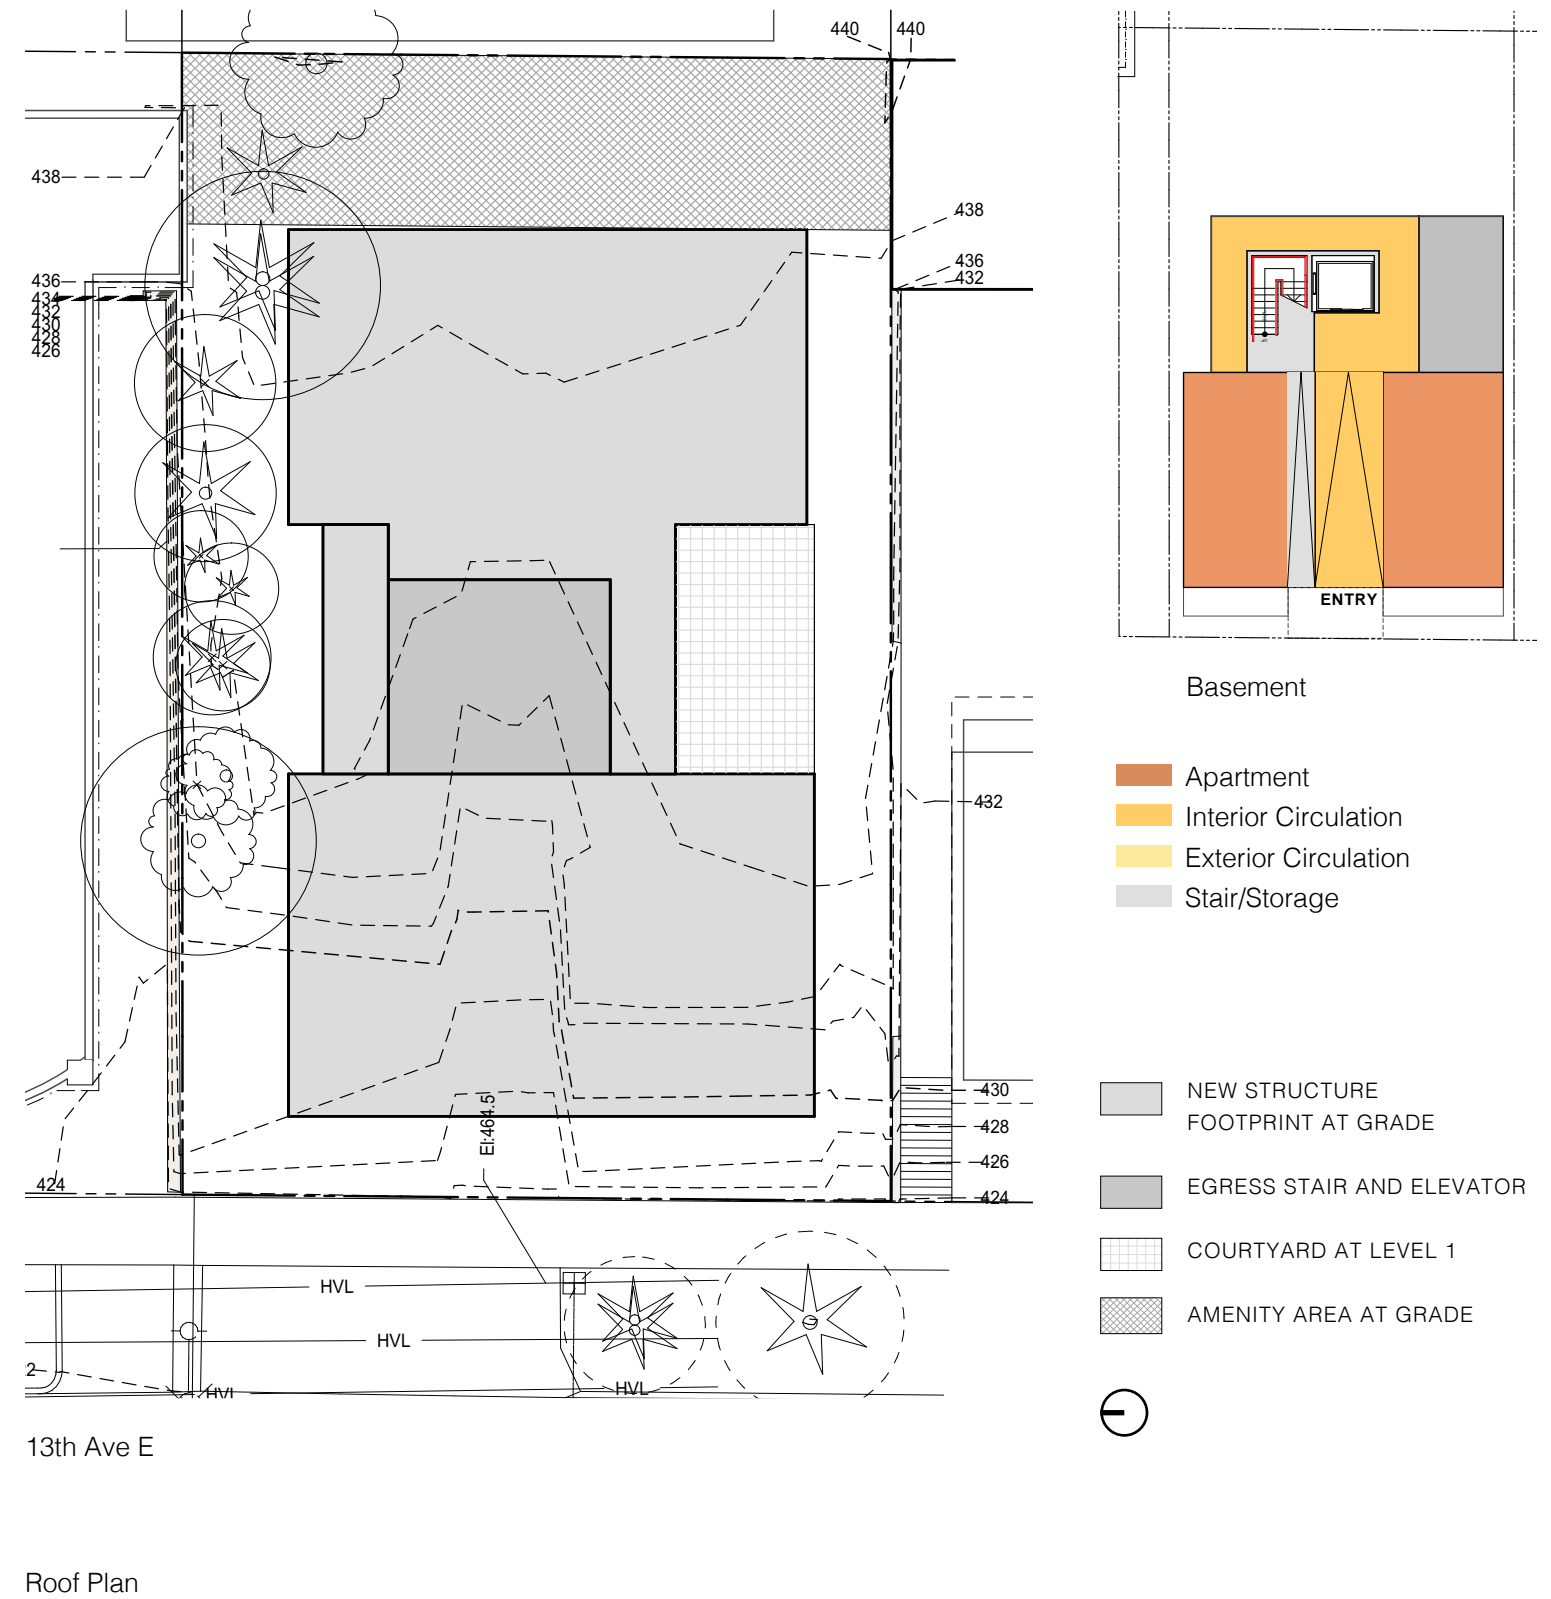 440
440
438
438
436
432
436
434
432
430
428
426
ENTRY
Basement
Apartment
Interior Circulation
Exterior Circulation
Stair/Storage
432
430
428
426
424
424
El:464.5
NEW STRUCTURE
FOOTPRINT AT GRADE
EGRESS STAIR AND ELEVATOR
COURTYARD AT LEVEL 1
AMENITY AREA AT GRADE
HVL
HVL
HVL
HVL
2
13th Ave E
Roof Plan